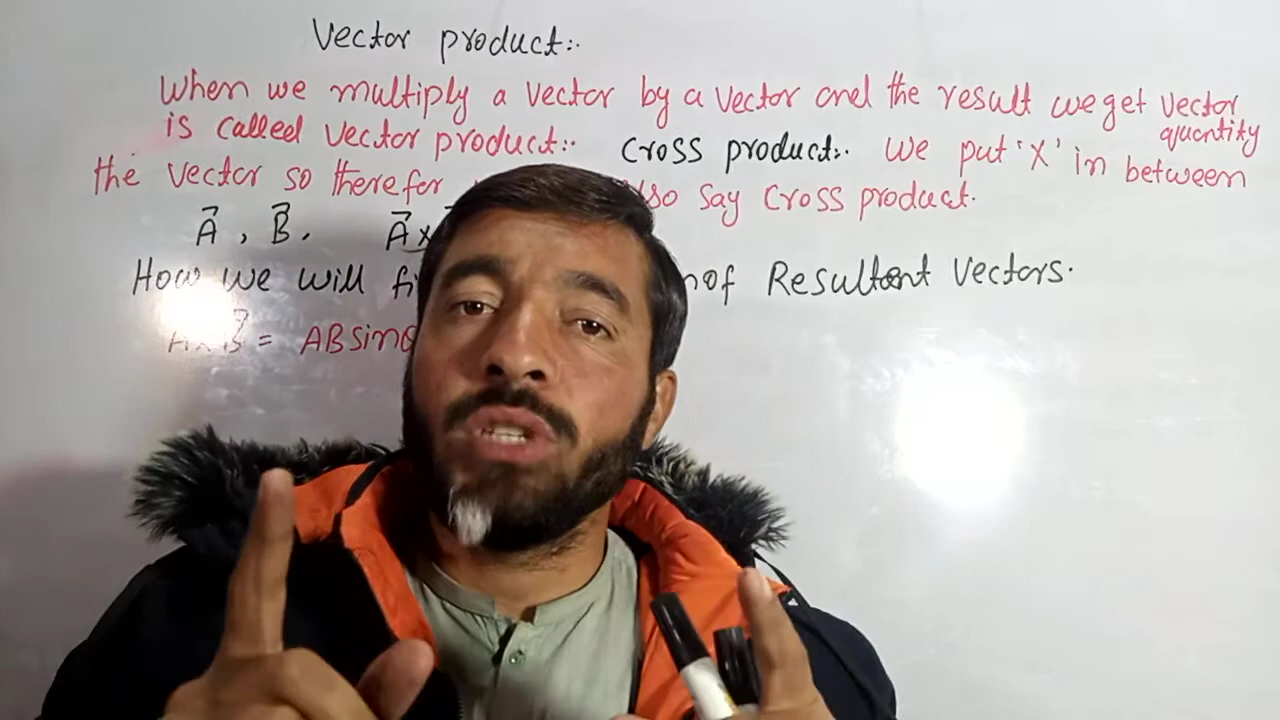 Vector product:.
When we multiply a vector by a vector and the result we get vector quantity
is called vector product:. Cross product:. We put 'X' in between
the vector so therefor so say Cross product.
A⃗ , B⃗ . A⃗ x
How we will of Resultant Vectors.
A x B⃗ = AB sinθ